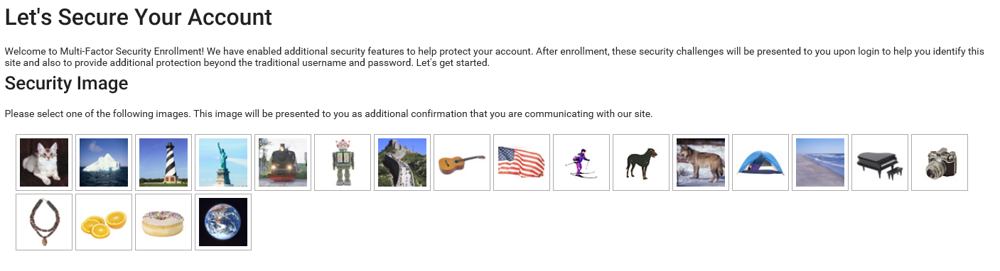 Let's Secure Your Account
Welcome to Multi-Factor Security Enrollment! We have enabled additional security features to help protect your account. After enrollment, these security challenges will be presented to you upon login to help you identify this
site and also to provide additional protection beyond the traditional username and password. Let's get started.
Security Image
Please select one of the following images. This image will be presented to you as additional confirmation that you are communicating with our site.